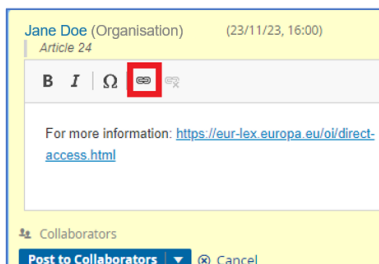 Jane Doe (Organisation) (23/11/23, 16:00)
Article 24
B I Ω
For more information: https://eur-lex.europa.eu/oj/direct-
access.html
Collaborators
Post to Collaborators Cancel